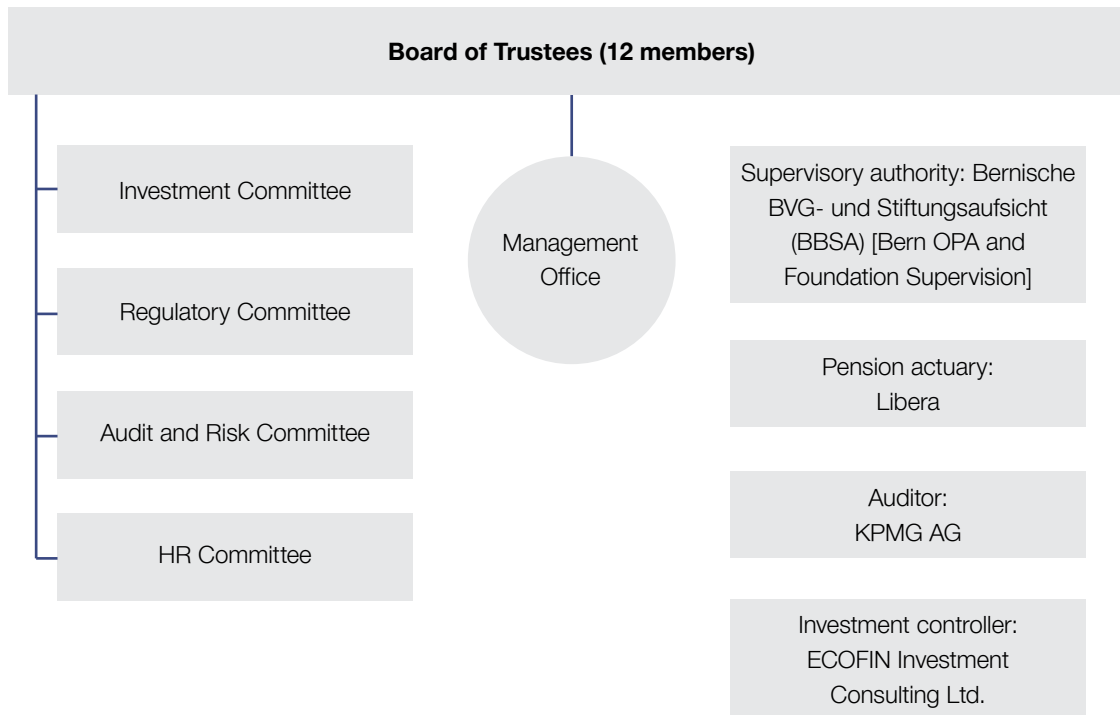 Board of Trustees (12 members)
Investment Committee
Regulatory Committee
Audit and Risk Committee
HR Committee
Management
Office
Supervisory authority: Bernische
BVG- und Stiftungsaufsicht
(BBSA) [Bern OPA and
Foundation Supervision]
Pension actuary:
Libera
Auditor:
KPMG AG
Investment controller:
ECOFIN Investment
Consulting Ltd.